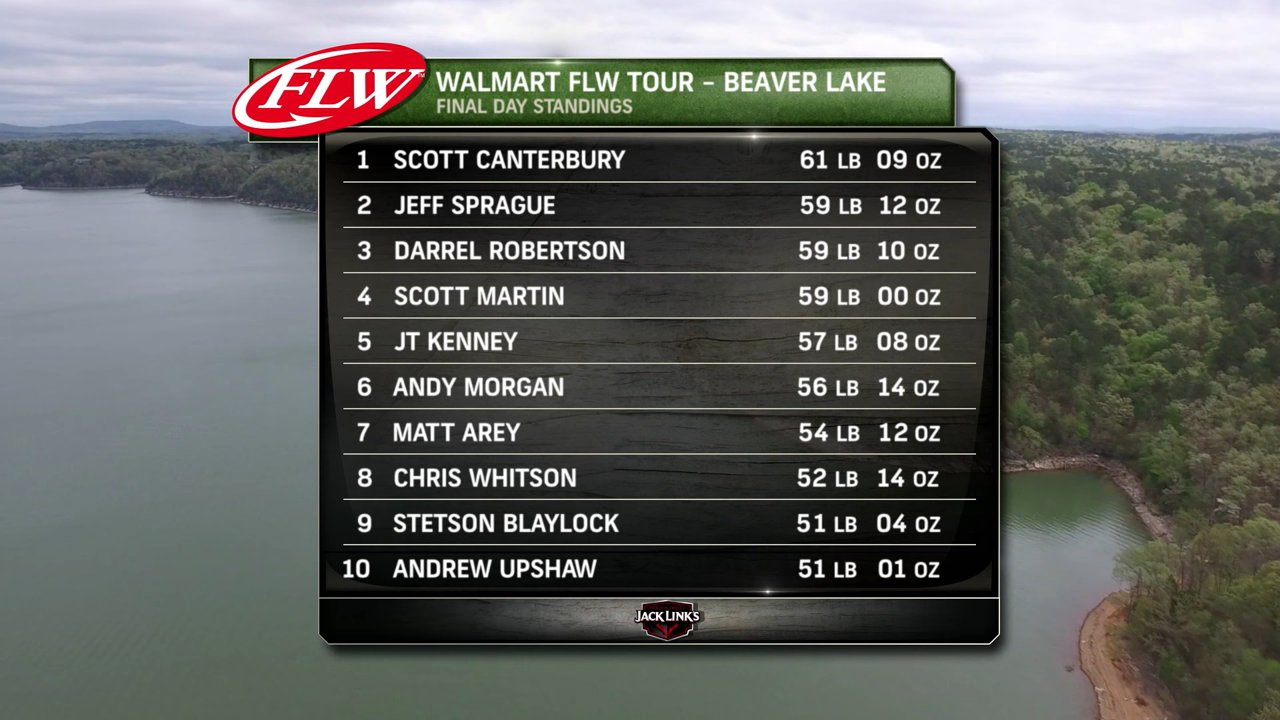 FLW
WALMART FLW TOUR – BEAVER LAKE
FINAL DAY STANDINGS
1 SCOTT CANTERBURY 61 LB 09 OZ
2 JEFF SPRAGUE 59 LB 12 OZ
3 DARREL ROBERTSON 59 LB 10 OZ
4 SCOTT MARTIN 59 LB 00 OZ
5 JT KENNEY 57 LB 08 OZ
6 ANDY MORGAN 56 LB 14 OZ
7 MATT AREY 54 LB 12 OZ
8 CHRIS WHITSON 52 LB 14 OZ
9 STETSON BLAYLOCK 51 LB 04 OZ
10 ANDREW UPSHAW 51 LB 01 OZ
JACK LINK'S